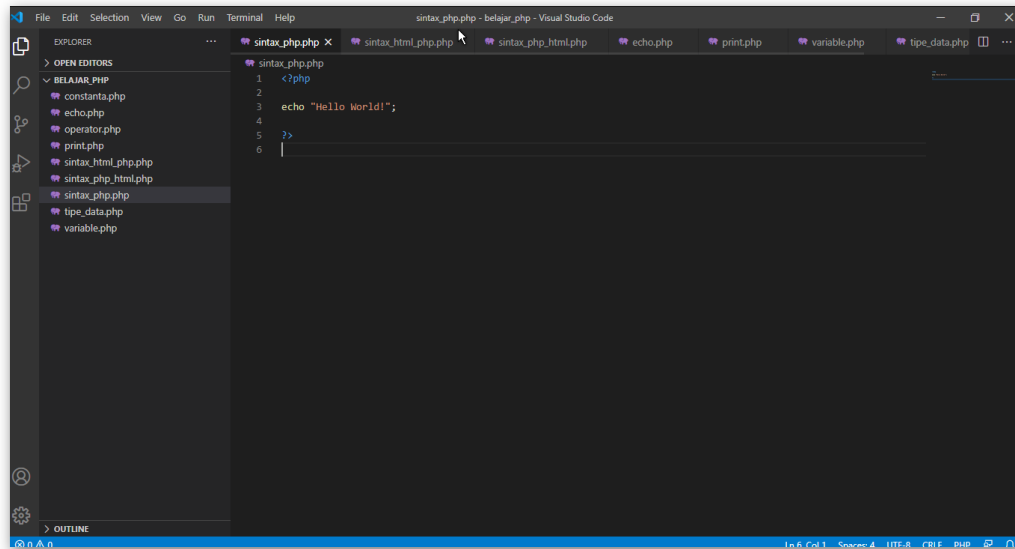 File Edit Selection View Go Run Terminal Help sintax_php.php - belajar_php - Visual Studio Code
EXPLORER ... sintax_php.php sintax_html_php.php sintax_php_html.php echo.php print.php variable.php tipe_data.php ...
OPEN EDITORS
BELAJAR_PHP
constanta.php
echo.php
operator.php
print.php
sintax_html_php.php
sintax_php_html.php
sintax_php.php
tipe_data.php
variable.php
OUTLINE
sintax_php.php
1 <?php
2
3 echo "Hello World!";
4
5 ?>
6
0 0 Ln 6, Col 1 Spaces: 4 UTF-8 CRLF PHP